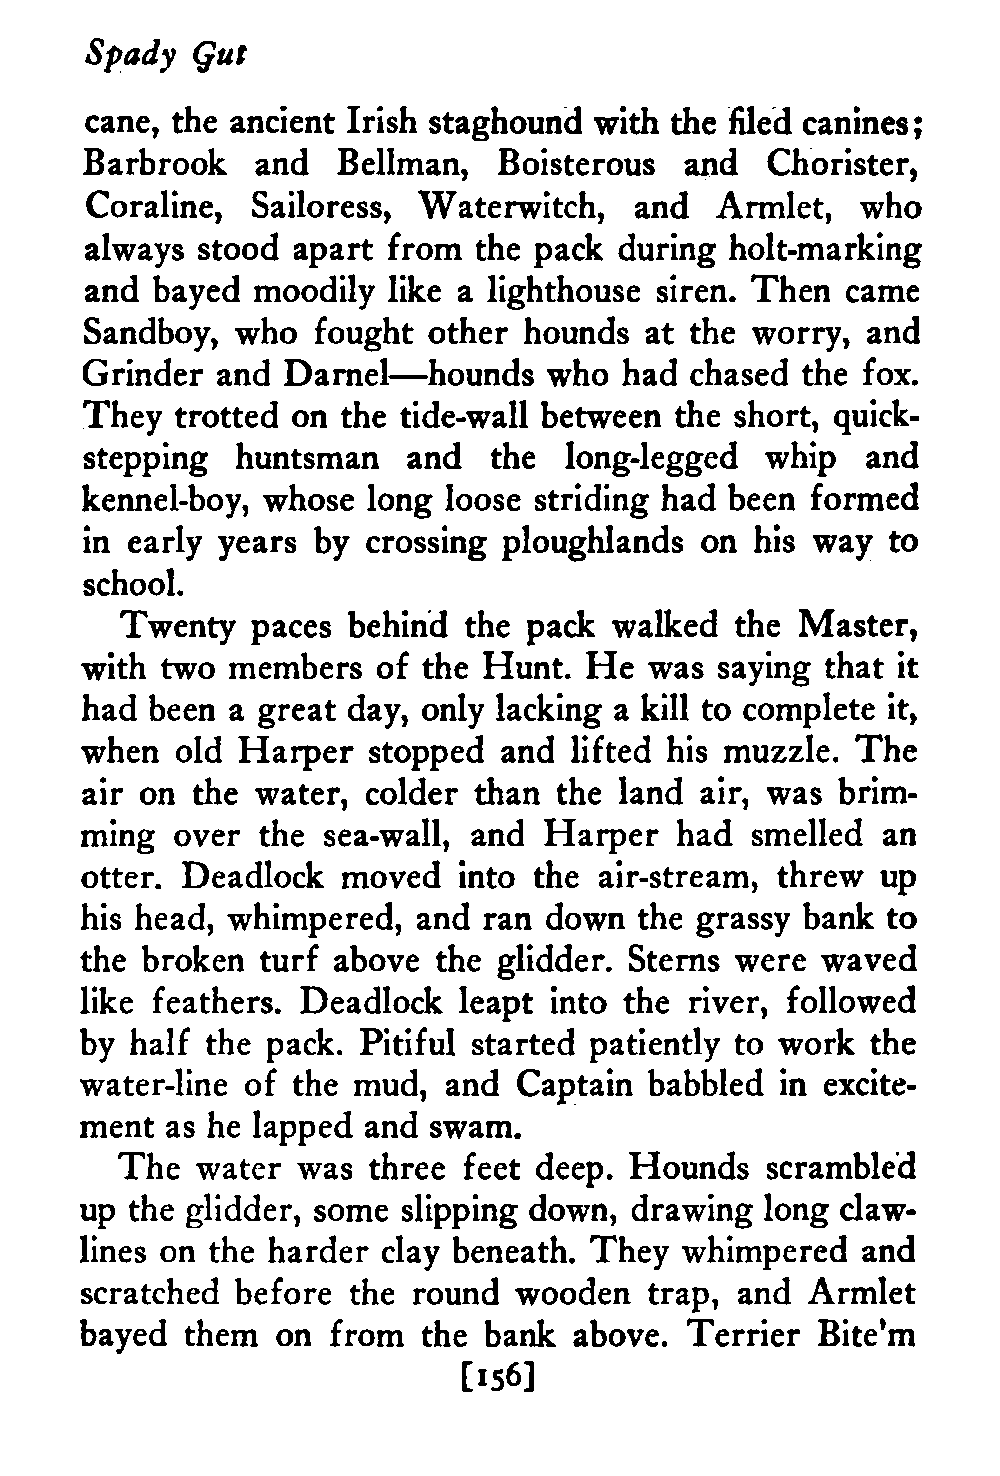 Spady Gut
cane, the ancient Irish staghound with the filed canines;
Barbrook and Bellman, Boisterous and Chorister,
Coraline, Sailoress, Waterwitch, and Armlet, who
always stood apart from the pack during holt-marking
and bayed moodily like a lighthouse siren. Then came
Sandboy, who fought other hounds at the worry, and
Grinder and Darnel—hounds who had chased the fox.
They trotted on the tide-wall between the short, quick-
stepping huntsman and the long-legged whip and
kennel-boy, whose long loose striding had been formed
in early years by crossing ploughlands on his way to
school.
Twenty paces behind the pack walked the Master,
with two members of the Hunt. He was saying that it
had been a great day, only lacking a kill to complete it,
when old Harper stopped and lifted his muzzle. The
air on the water, colder than the land air, was brim-
ming over the sea-wall, and Harper had smelled an
otter. Deadlock moved into the air-stream, threw up
his head, whimpered, and ran down the grassy bank to
the broken turf above the glidder. Sterns were waved
like feathers. Deadlock leapt into the river, followed
by half the pack. Pitiful started patiently to work the
water-line of the mud, and Captain babbled in excite-
ment as he lapped and swam.
The water was three feet deep. Hounds scrambled
up the glidder, some slipping down, drawing long claw-
lines on the harder clay beneath. They whimpered and
scratched before the round wooden trap, and Armlet
bayed them on from the bank above. Terrier Bite'm
[156]